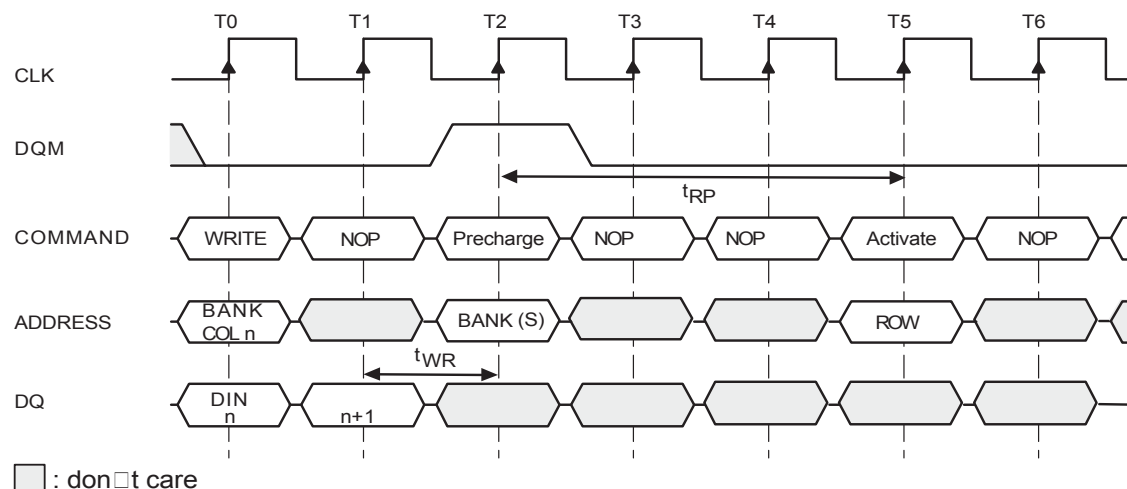 T0 T1 T2 T3 T4 T5 T6
CLK
DQM
tRP
COMMAND WRITE NOP Precharge NOP NOP Activate NOP
ADDRESS BANK COL n BANK (S) ROW
tWR
DQ DIN n n+1
: don□t care